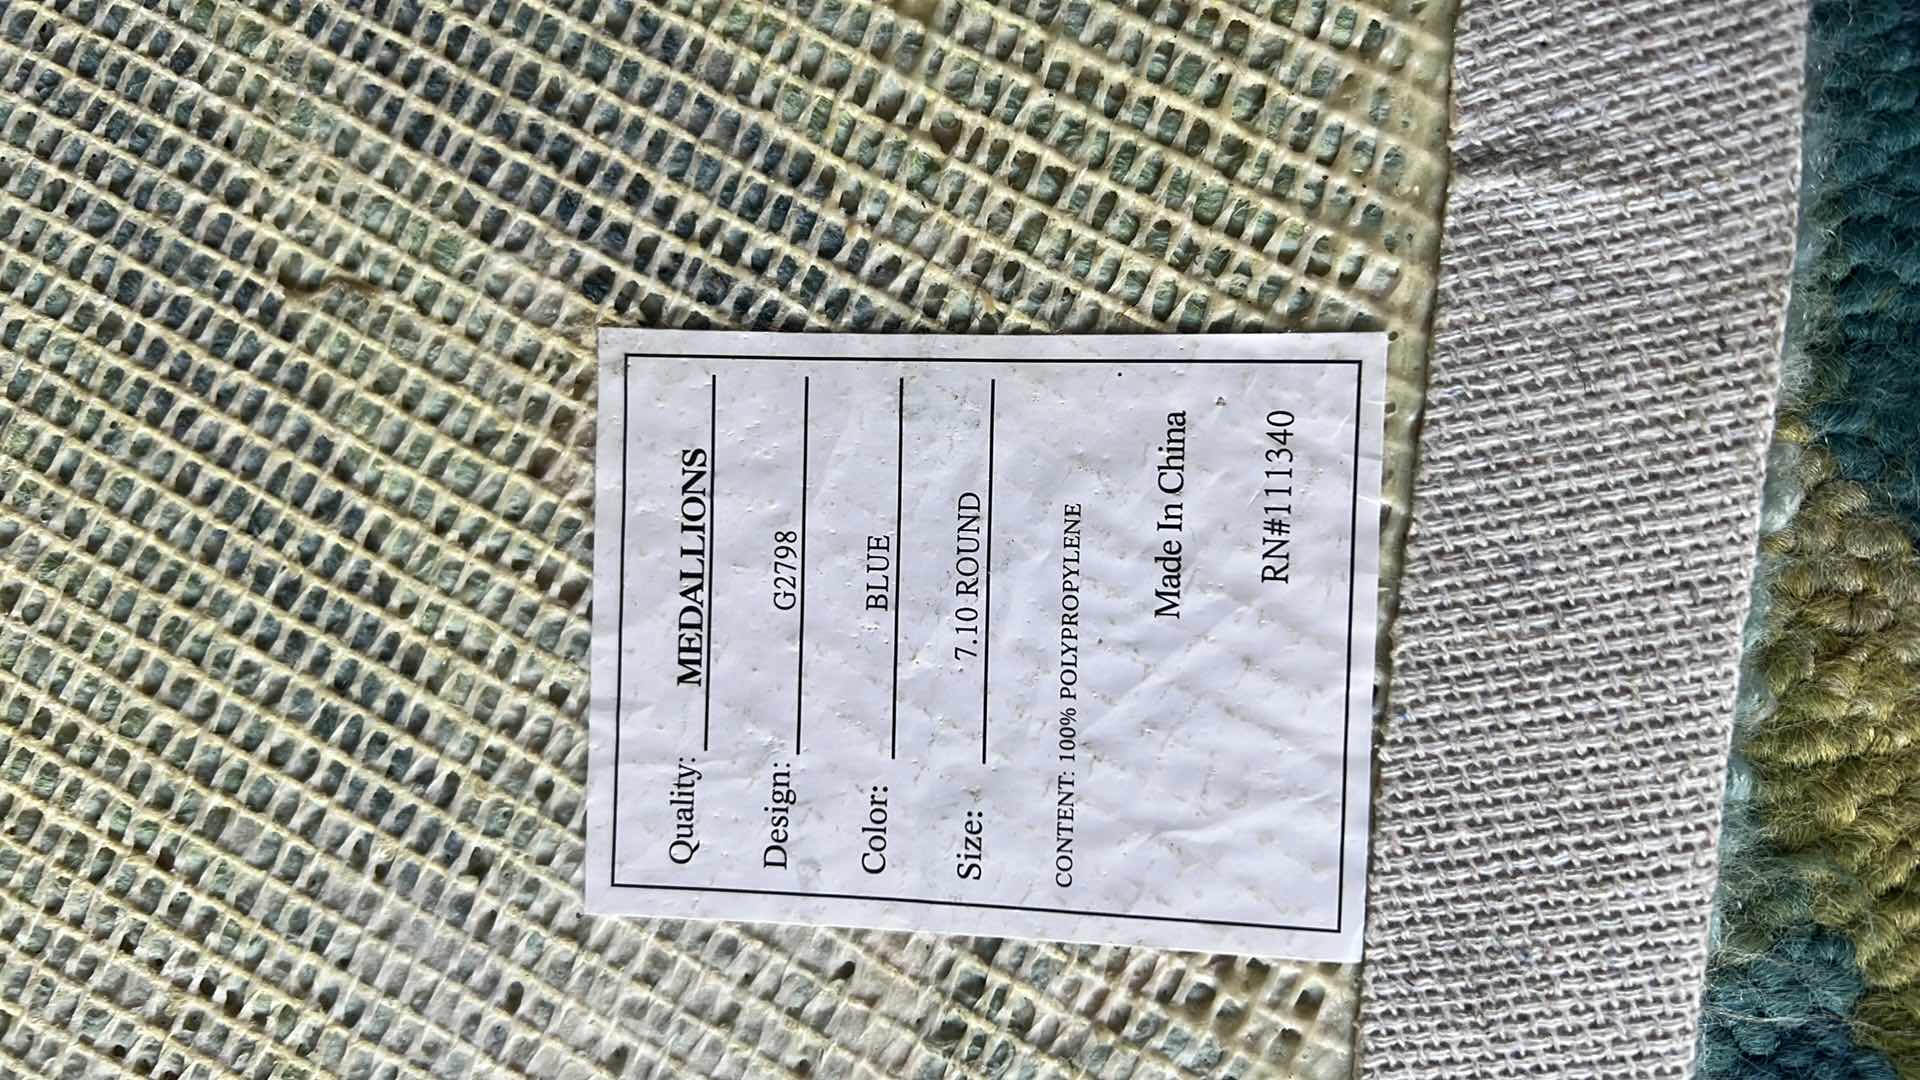 Quality: MEDALLIONS
Design: G2798
Color: BLUE
Size: 7.10 ROUND
CONTENT: 100% POLYPROPYLENE
Made In China
RN#111340